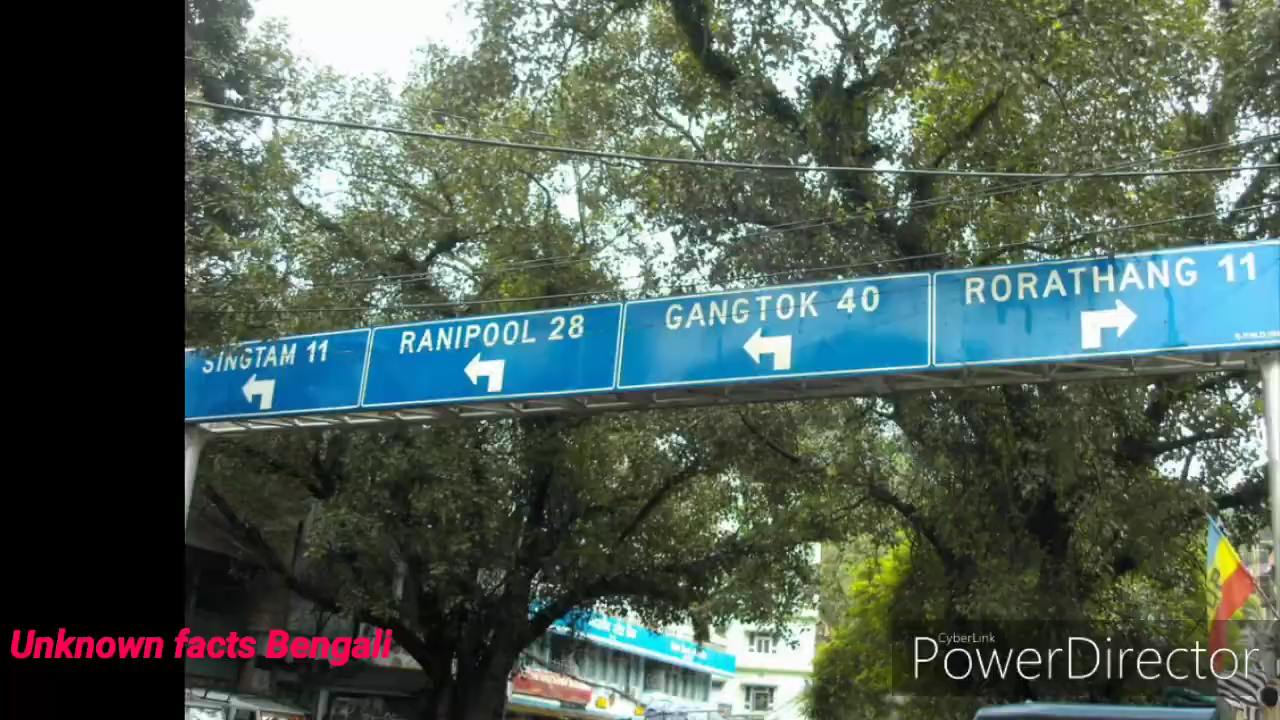 SINGTAM 11
RANIPOOL 28
GANGTOK 40
RORATHANG 11
Unknown facts Bengali
CyberLink
PowerDirector